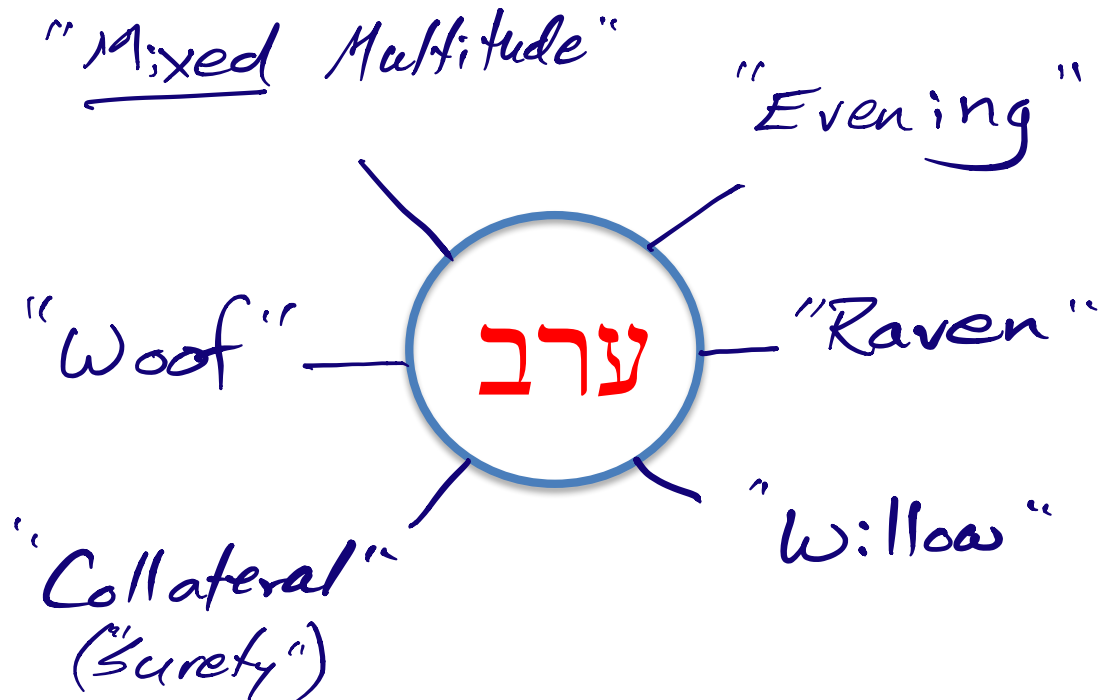 "Mixed Multitude"
"Evening"
"Woof"
ערב
"Raven"
"Collateral"
("Surety")
"Willow"